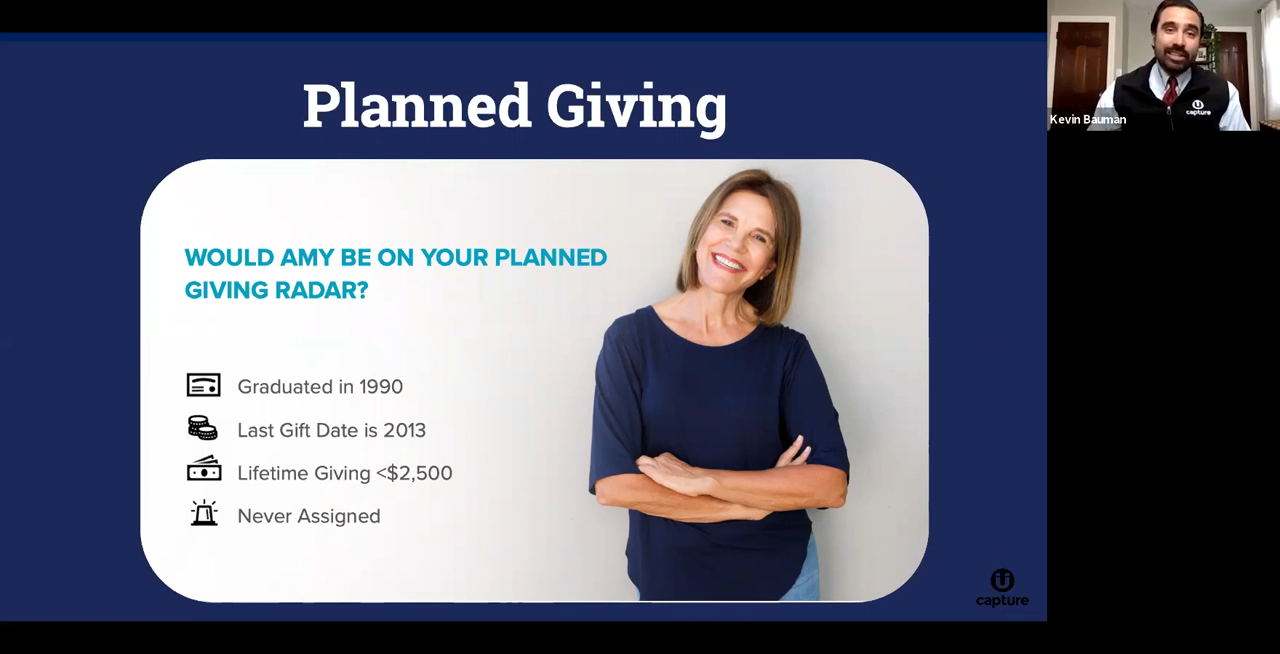 Planned Giving
WOULD AMY BE ON YOUR PLANNED
GIVING RADAR?
Graduated in 1990
Last Gift Date is 2013
Lifetime Giving <$2,500
Never Assigned
capture
Kevin Bauman
capture